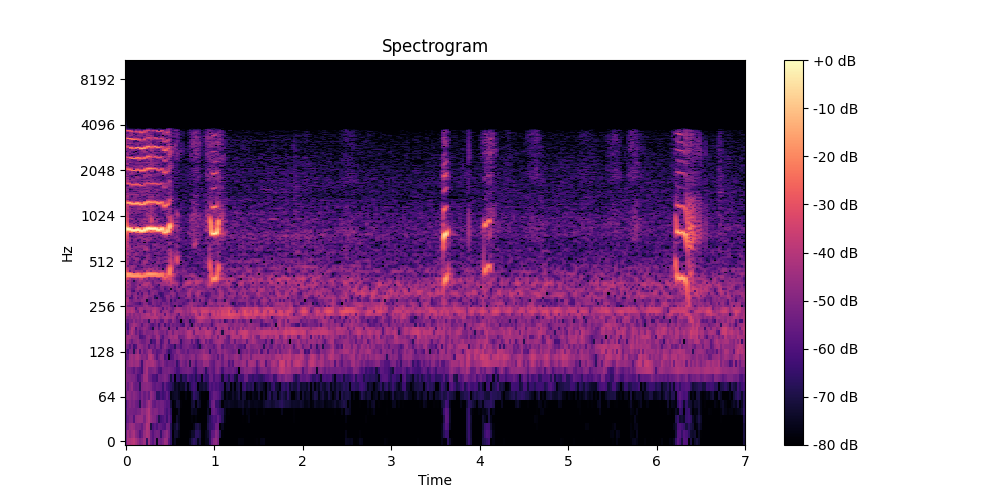 Spectrogram
8192
4096
2048
1024
512
256
128
64
0
Hz
0 1 2 3 4 5 6 7
Time
+0 dB
-10 dB
-20 dB
-30 dB
-40 dB
-50 dB
-60 dB
-70 dB
-80 dB